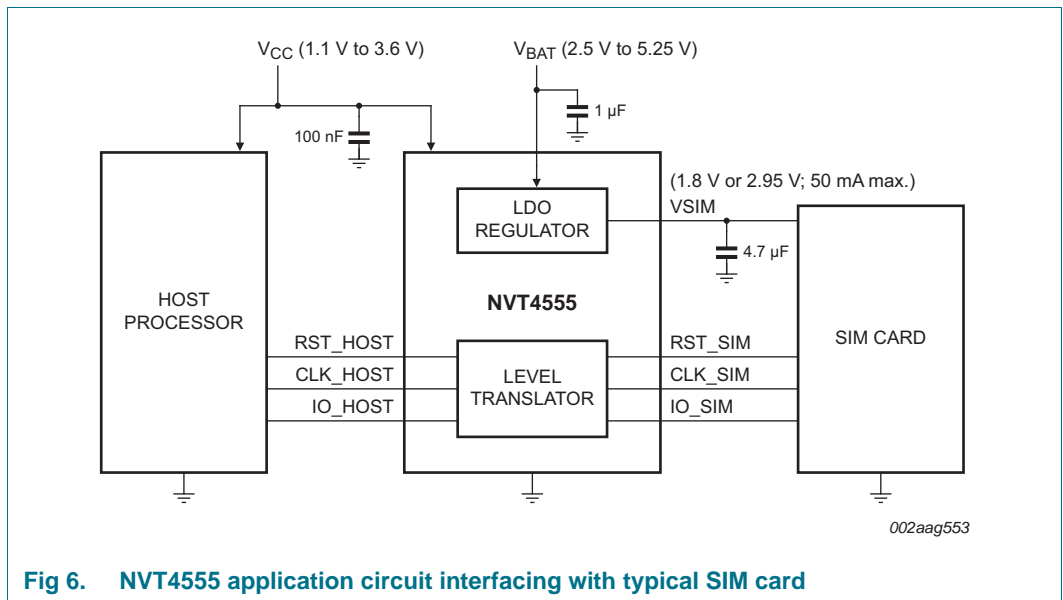 VCC (1.1 V to 3.6 V)
VBAT (2.5 V to 5.25 V)
1 µF
100 nF
(1.8 V or 2.95 V; 50 mA max.)
LDO
REGULATOR
VSIM
4.7 µF
NVT4555
HOST
PROCESSOR
SIM CARD
RST_HOST
CLK_HOST
IO_HOST
LEVEL
TRANSLATOR
RST_SIM
CLK_SIM
IO_SIM
002aag553
Fig 6. NVT4555 application circuit interfacing with typical SIM card